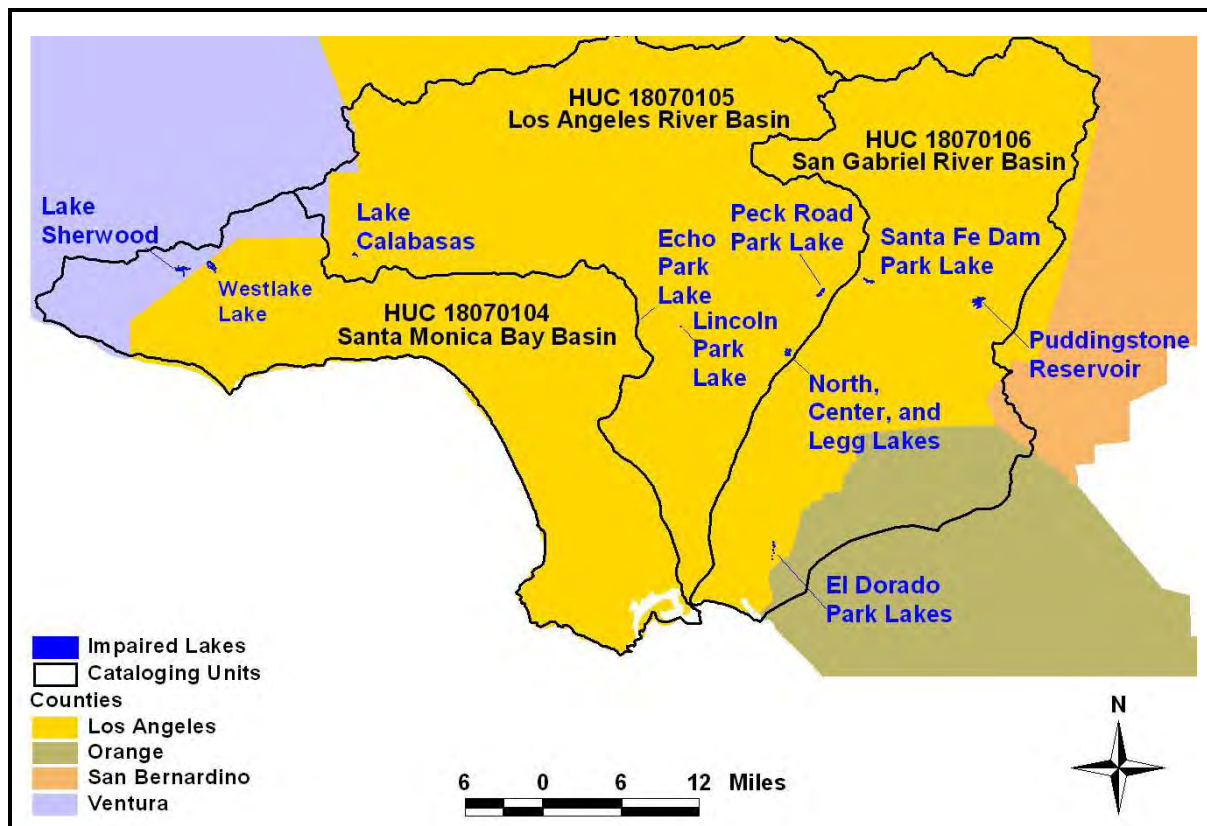 HUC 18070105
Los Angeles River Basin
HUC 18070106
San Gabriel River Basin
Lake
Sherwood
Westlake
Lake
Lake
Calabasas
HUC 18070104
Santa Monica Bay Basin
Echo
Park
Lake
Lincoln
Park
Lake
Peck Road
Park Lake
Santa Fe Dam
Park Lake
Puddingstone
Reservoir
North,
Center, and
Legg Lakes
El Dorado
Park Lakes
Impaired Lakes
Cataloging Units
Counties
Los Angeles
Orange
San Bernardino
Ventura
6 0 6 12 Miles
N